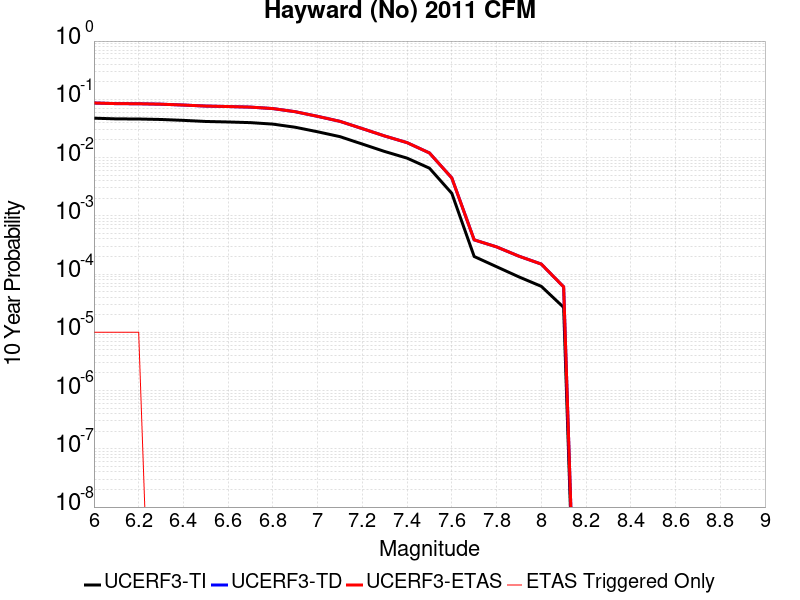 Hayward (No) 2011 CFM
10 Year Probability
10 0
10 -1
10 -2
10 -3
10 -4
10 -5
10 -6
10 -7
10 -8
6 6.2 6.4 6.6 6.8 7 7.2 7.4 7.6 7.8 8 8.2 8.4 8.6 8.8 9
Magnitude
UCERF3-TI UCERF3-TD UCERF3-ETAS ETAS Triggered Only